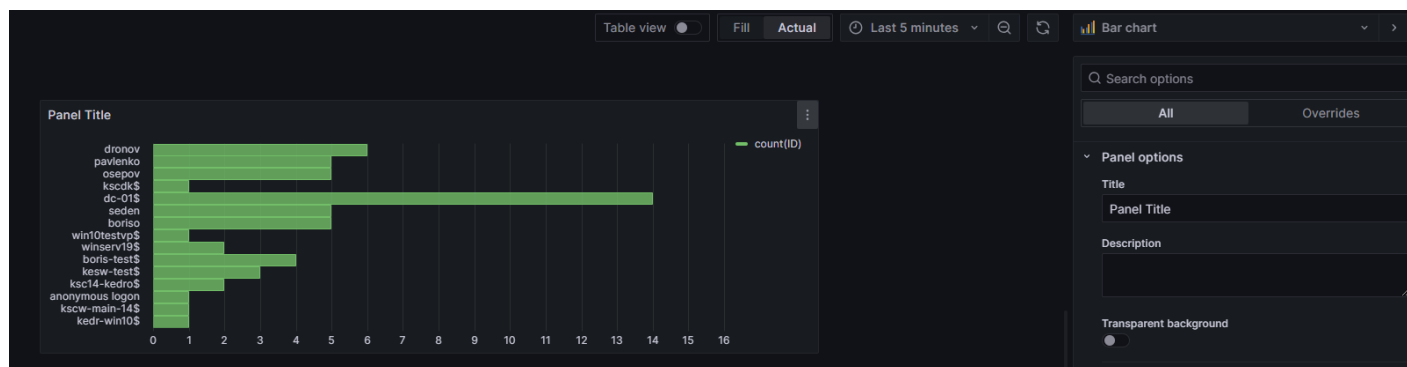 Table view
Fill
Actual
Last 5 minutes
Bar chart
Search options
All
Overrides
Panel Title
count(ID)
dronov
pavlenko
osepov
kscdk$
dc-01$
seden
boriso
win10testvp$
winserv19$
boris-test$
kesw-test$
ksc14-kedro$
anonymous logon
kscw-main-14$
kedr-win10$
0 1 2 3 4 5 6 7 8 9 10 11 12 13 14 15 16
Panel options
Title
Panel Title
Description
Transparent background